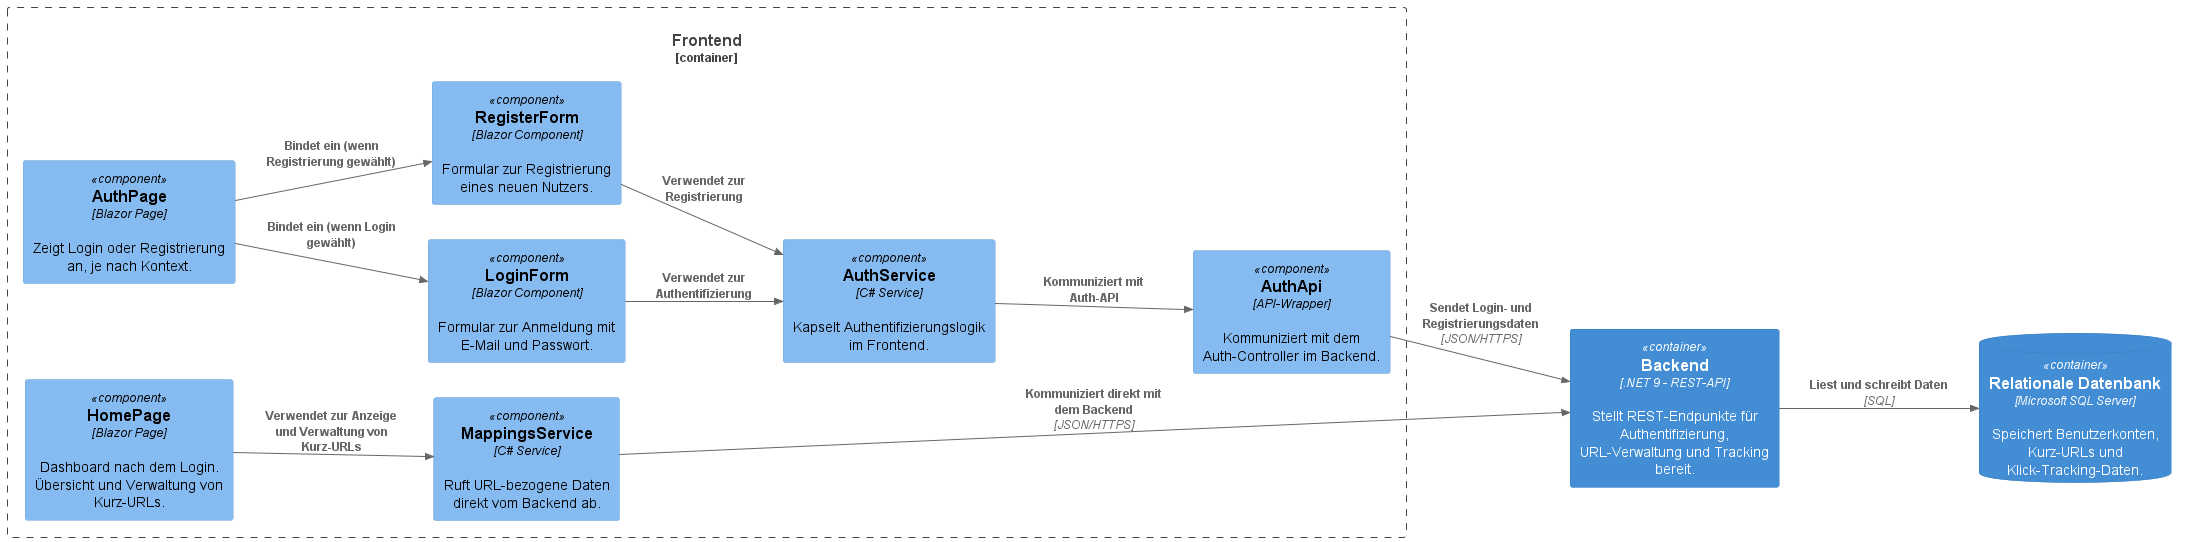 Frontend
[container]
«component»
RegisterForm
[Blazor Component]
Formular zur Registrierung
eines neuen Nutzers.
Bindet ein (wenn
Registrierung gewählt)
«component»
AuthPage
[Blazor Page]
Zeigt Login oder Registrierung
an, je nach Kontext.
Bindet ein (wenn Login
gewählt)
Verwendet zur
Registrierung
«component»
LoginForm
[Blazor Component]
Formular zur Anmeldung mit
E-Mail und Passwort.
Verwendet zur
Authentifizierung
«component»
AuthService
[C# Service]
Kapselt Authentifizierungslogik
im Frontend.
Kommuniziert mit
Auth-API
«component»
AuthApi
[API-Wrapper]
Kommuniziert mit dem
Auth-Controller im Backend.
Sendet Login- und
Registrierungsdaten
[JSON/HTTPS]
«container»
Backend
[.NET 9 - REST-API]
Stellt REST-Endpunkte für
Authentifizierung,
URL-Verwaltung und Tracking
bereit.
Liest und schreibt Daten
[SQL]
«container»
Relationale Datenbank
[Microsoft SQL Server]
Speichert Benutzerkonten,
Kurz-URLs und
Klick-Tracking-Daten.
«component»
HomePage
[Blazor Page]
Dashboard nach dem Login.
Übersicht und Verwaltung von
Kurz-URLs.
Verwendet zur Anzeige
und Verwaltung von
Kurz-URLs
«component»
MappingsService
[C# Service]
Ruft URL-bezogene Daten
direkt vom Backend ab.
Kommuniziert direkt mit
dem Backend
[JSON/HTTPS]